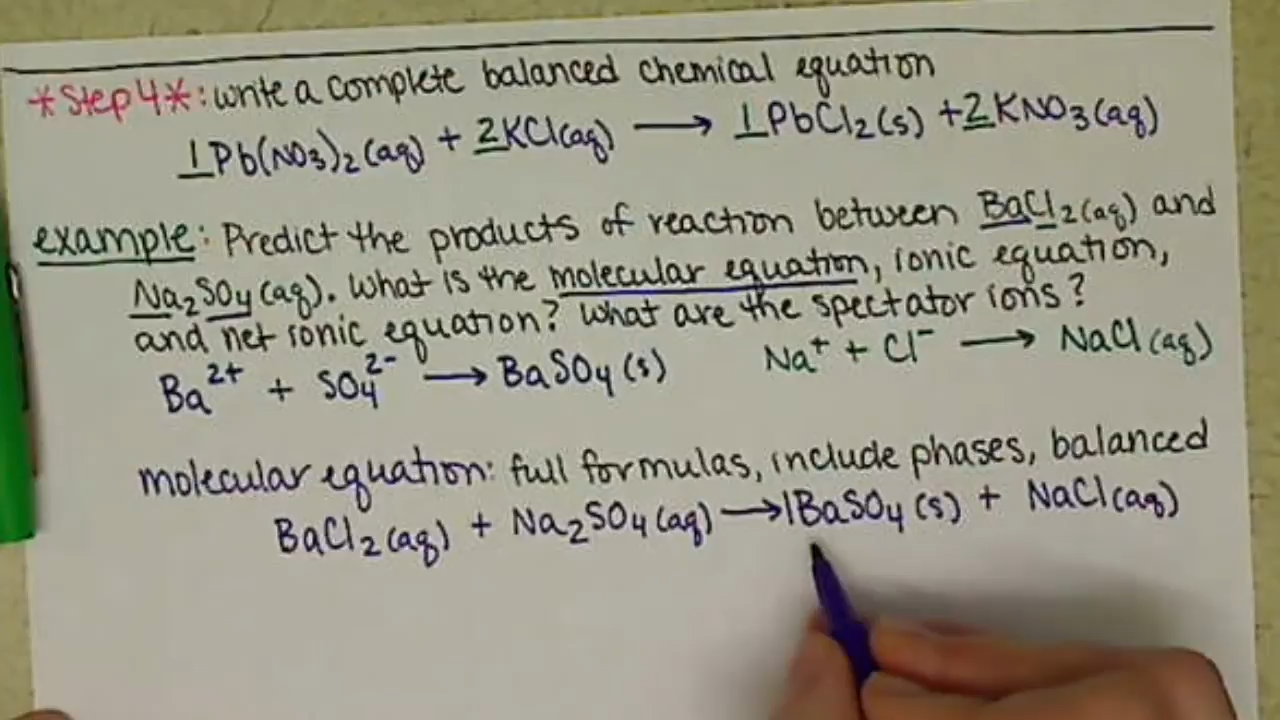 *Step 4*: write a complete balanced chemical equation
1Pb(NO₃)₂(aq) + 2KCl(aq) ⟶ 1PbCl₂(s) + 2KNO₃(aq)
example: Predict the products of reaction between BaCl₂(aq) and
Na₂SO₄(aq). What is the molecular equation, ionic equation,
and net ionic equation? What are the spectator ions?
Ba²⁺ + SO₄²⁻ ⟶ BaSO₄(s) Na⁺ + Cl⁻ ⟶ NaCl(aq)
molecular equation: full formulas, include phases, balanced
BaCl₂(aq) + Na₂SO₄(aq) ⟶ 1BaSO₄(s) + NaCl(aq)